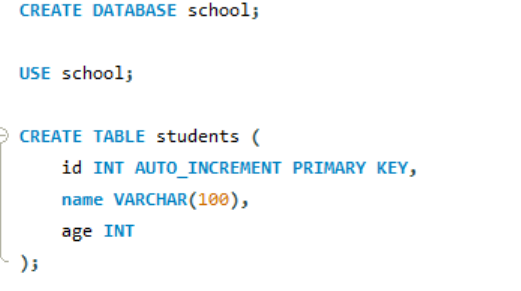 CREATE DATABASE school;
USE school;
CREATE TABLE students (
id INT AUTO_INCREMENT PRIMARY KEY,
name VARCHAR(100),
age INT
);